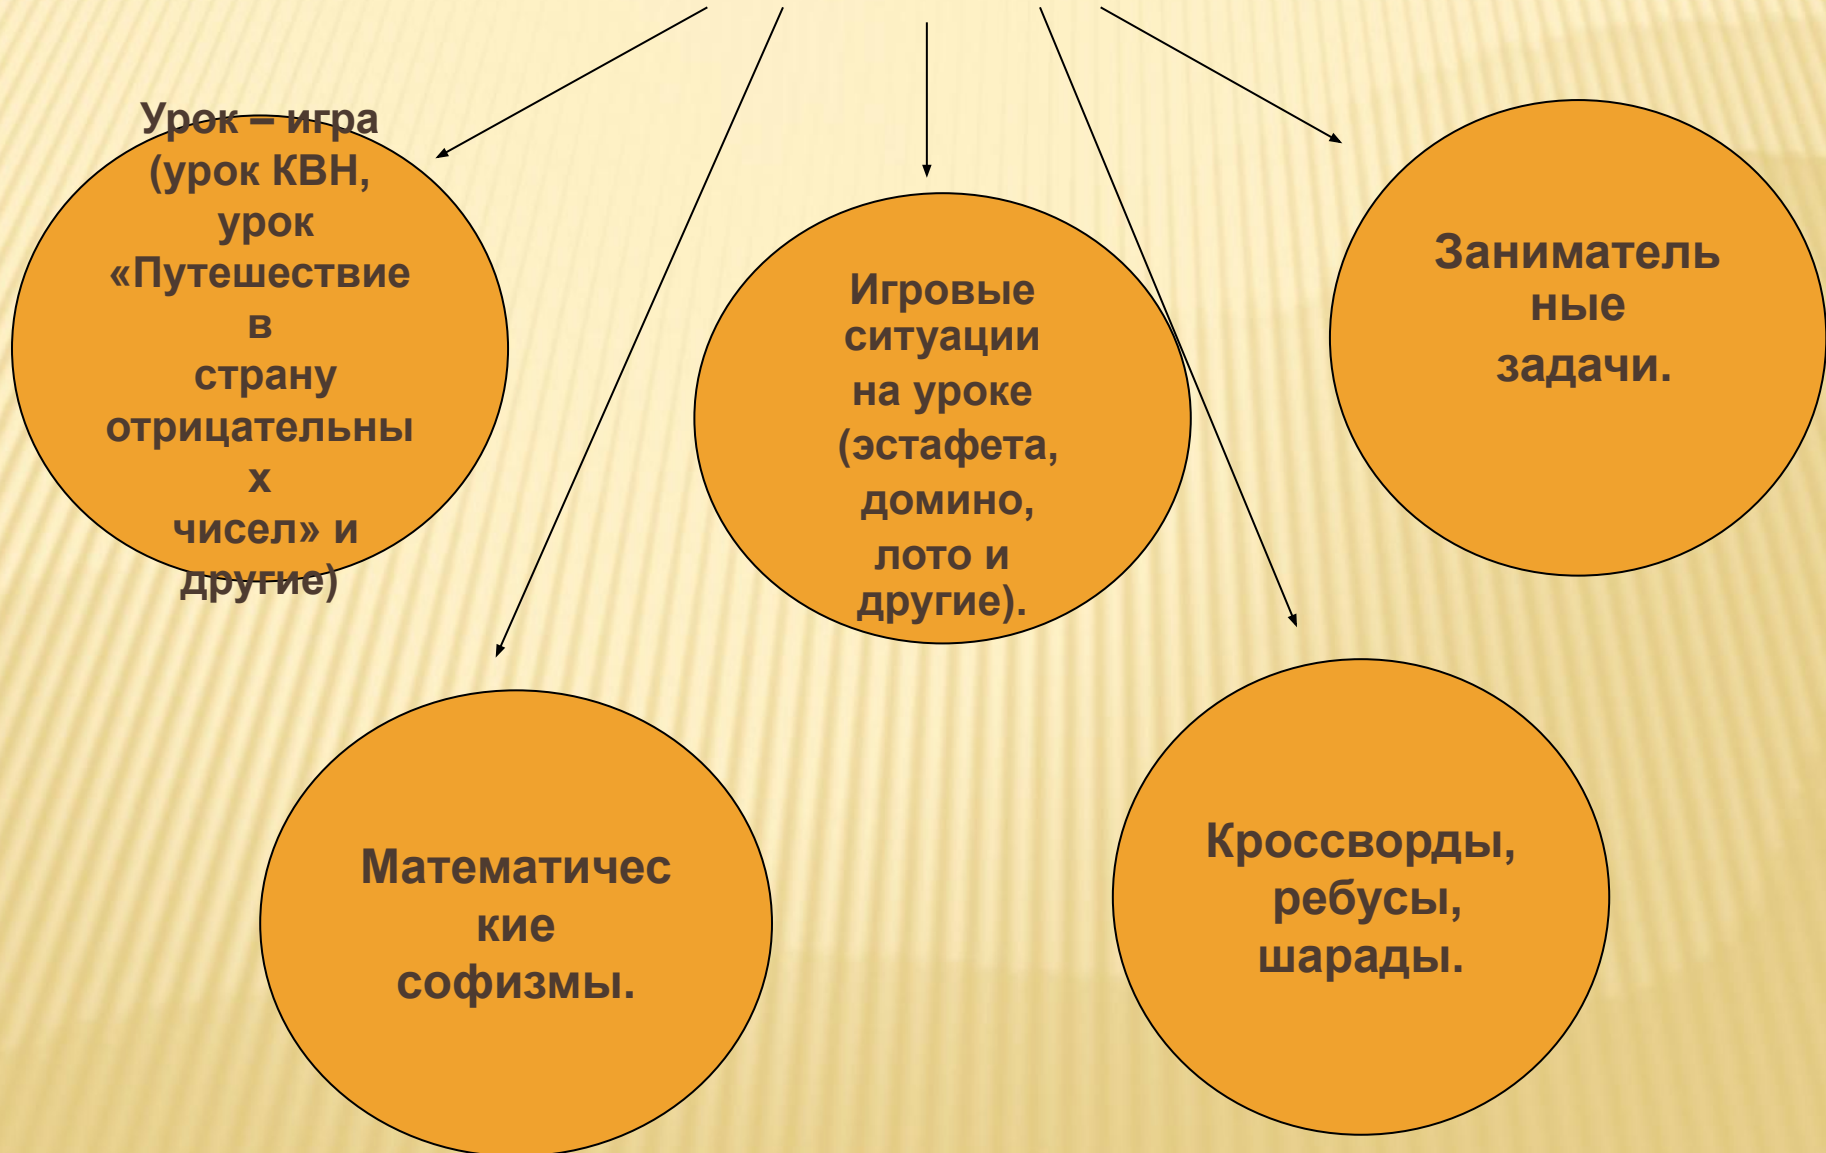 Урок – игра
(урок КВН,
урок
«Путешествие
в
страну
отрицательны
х
чисел» и
другие)
Игровые
ситуации
на уроке
(эстафета,
домино,
лото и
другие).
Заниматель
ные
задачи.
Математичес
кие
софизмы.
Кроссворды,
ребусы,
шарады.